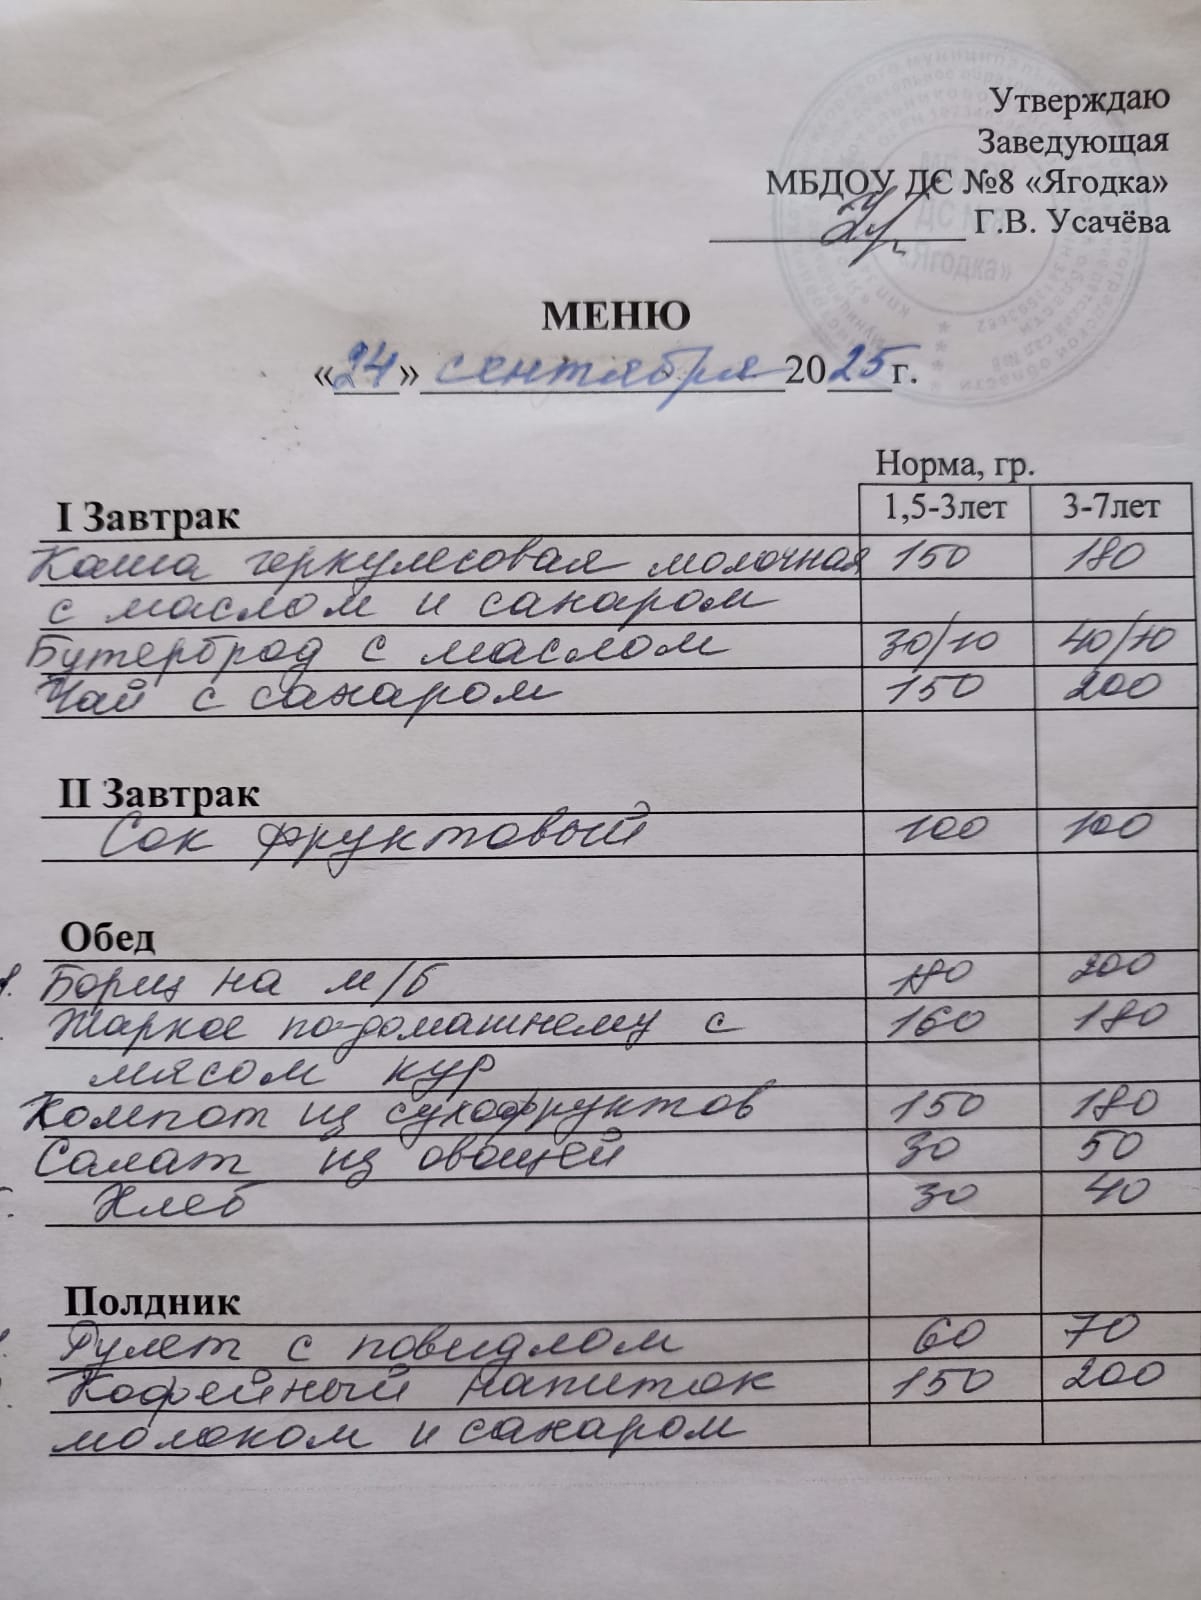 Утверждаю
Заведующая
МБДОУ ДС №8 «Ягодка»
Г.В. Усачёва
МЕНЮ
«24» сентября 2025 г.
Норма, гр.
I Завтрак 1,5-3лет 3-7лет
Каша геркулесовая молочная 150 180
с маслом и сахаром
Бутерброд с маслом 30/10 40/10
Чай с сахаром 150 200
II Завтрак
Сок фруктовый 100 100
Обед
Борщ на м/б 180 200
Жаркое по-домашнему с 160 180
мясом кур
Компот из сухофруктов 150 180
Салат из овощей 30 50
Хлеб 30 40
Полдник
Рулет с повидлом 60 70
Кофейный напиток 150 200
молоком и сахаром